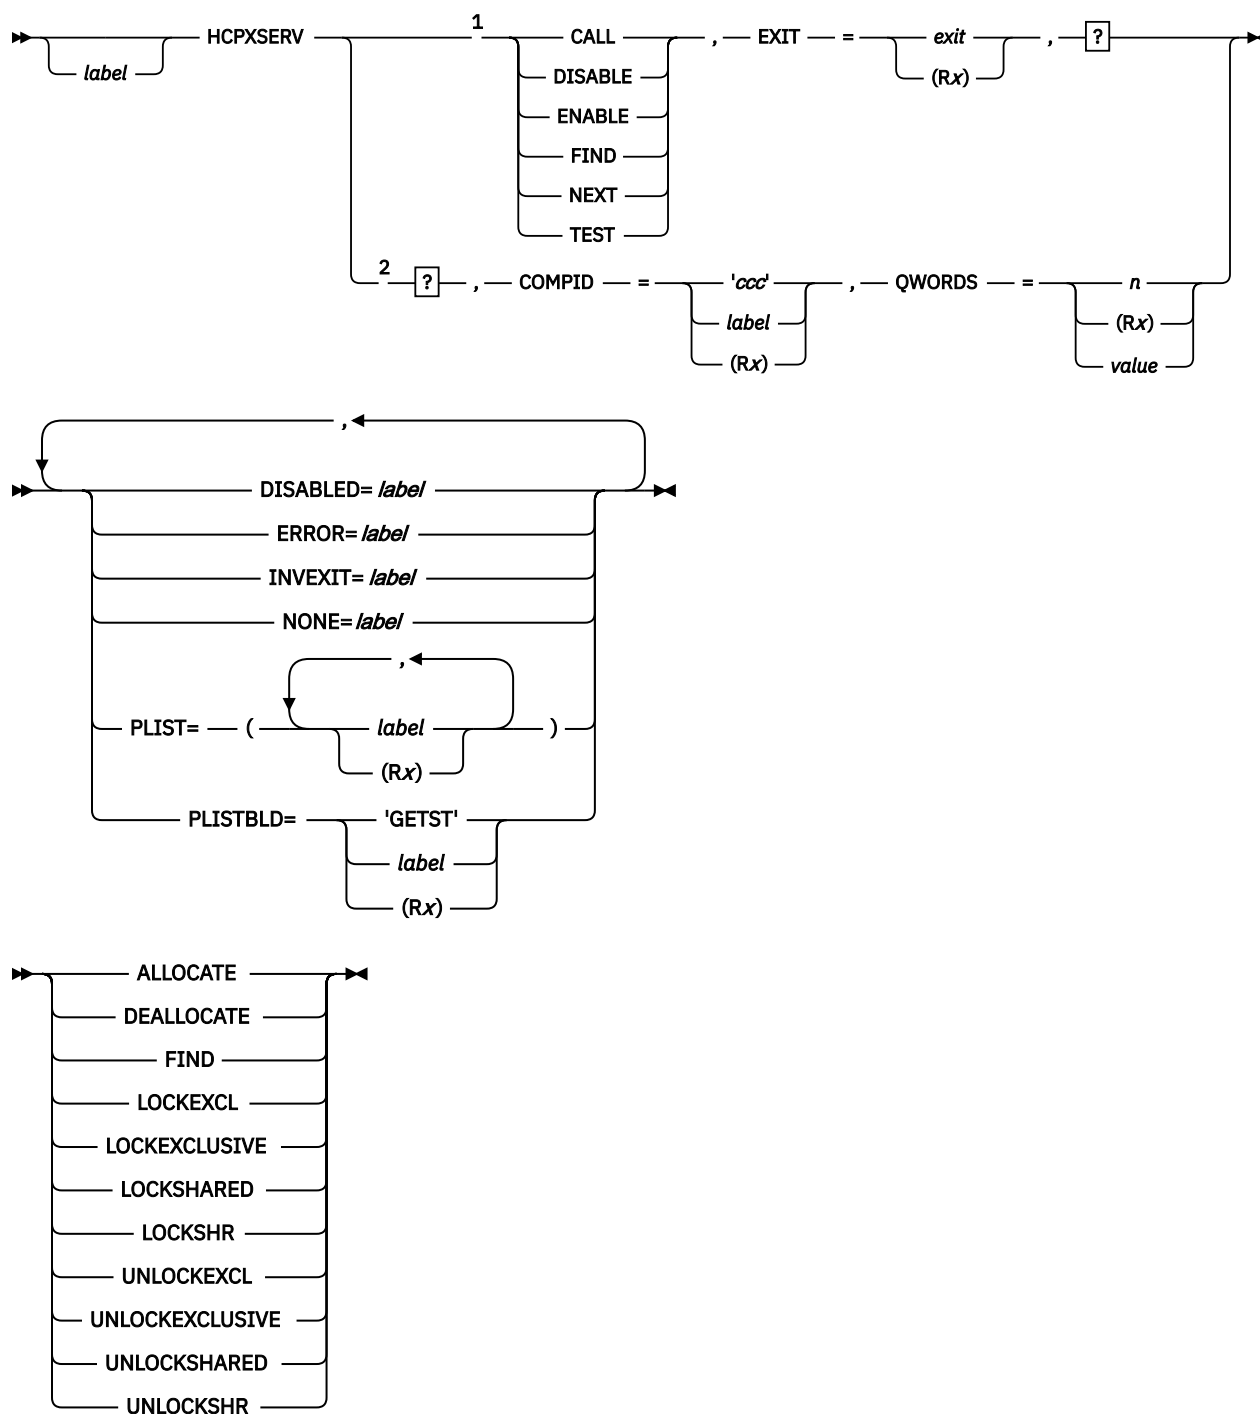 1
HCPXSERV CALL , EXIT = exit , ?
label DISABLE (Rx)
ENABLE
FIND
NEXT
TEST
2
? , COMPID = 'ccc' , QWORDS = n
label (Rx)
(Rx) value
,
DISABLED= label
ERROR= label
INVEXIT= label
NONE= label
,
PLIST= ( label )
(Rx)
PLISTBLD= 'GETST'
label
(Rx)
ALLOCATE
DEALLOCATE
FIND
LOCKEXCL
LOCKEXCLUSIVE
LOCKSHARED
LOCKSHR
UNLOCKEXCL
UNLOCKEXCLUSIVE
UNLOCKSHARED
UNLOCKSHR